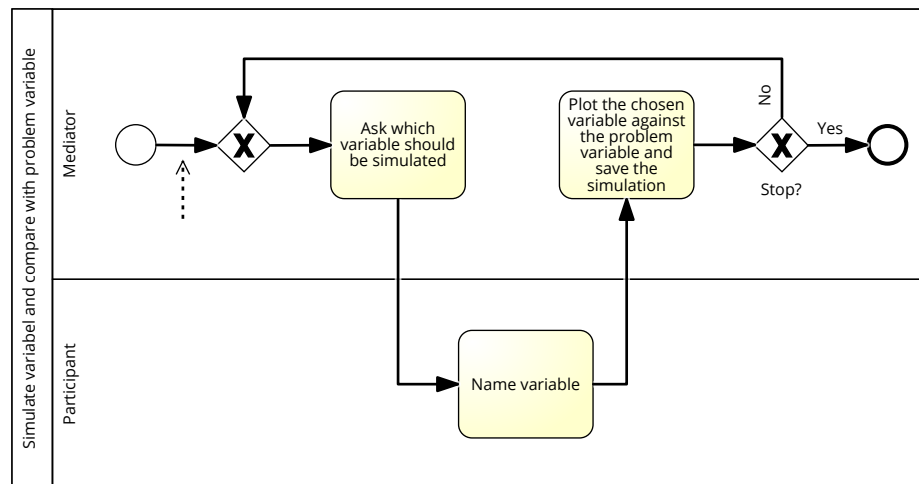 Simulate variabel and compare with problem variable
Mediator
Ask which
variable should
be simulated
Plot the chosen
variable against
the problem
variable and
save the
simulation
No
Yes
Stop?
Participant
Name variable